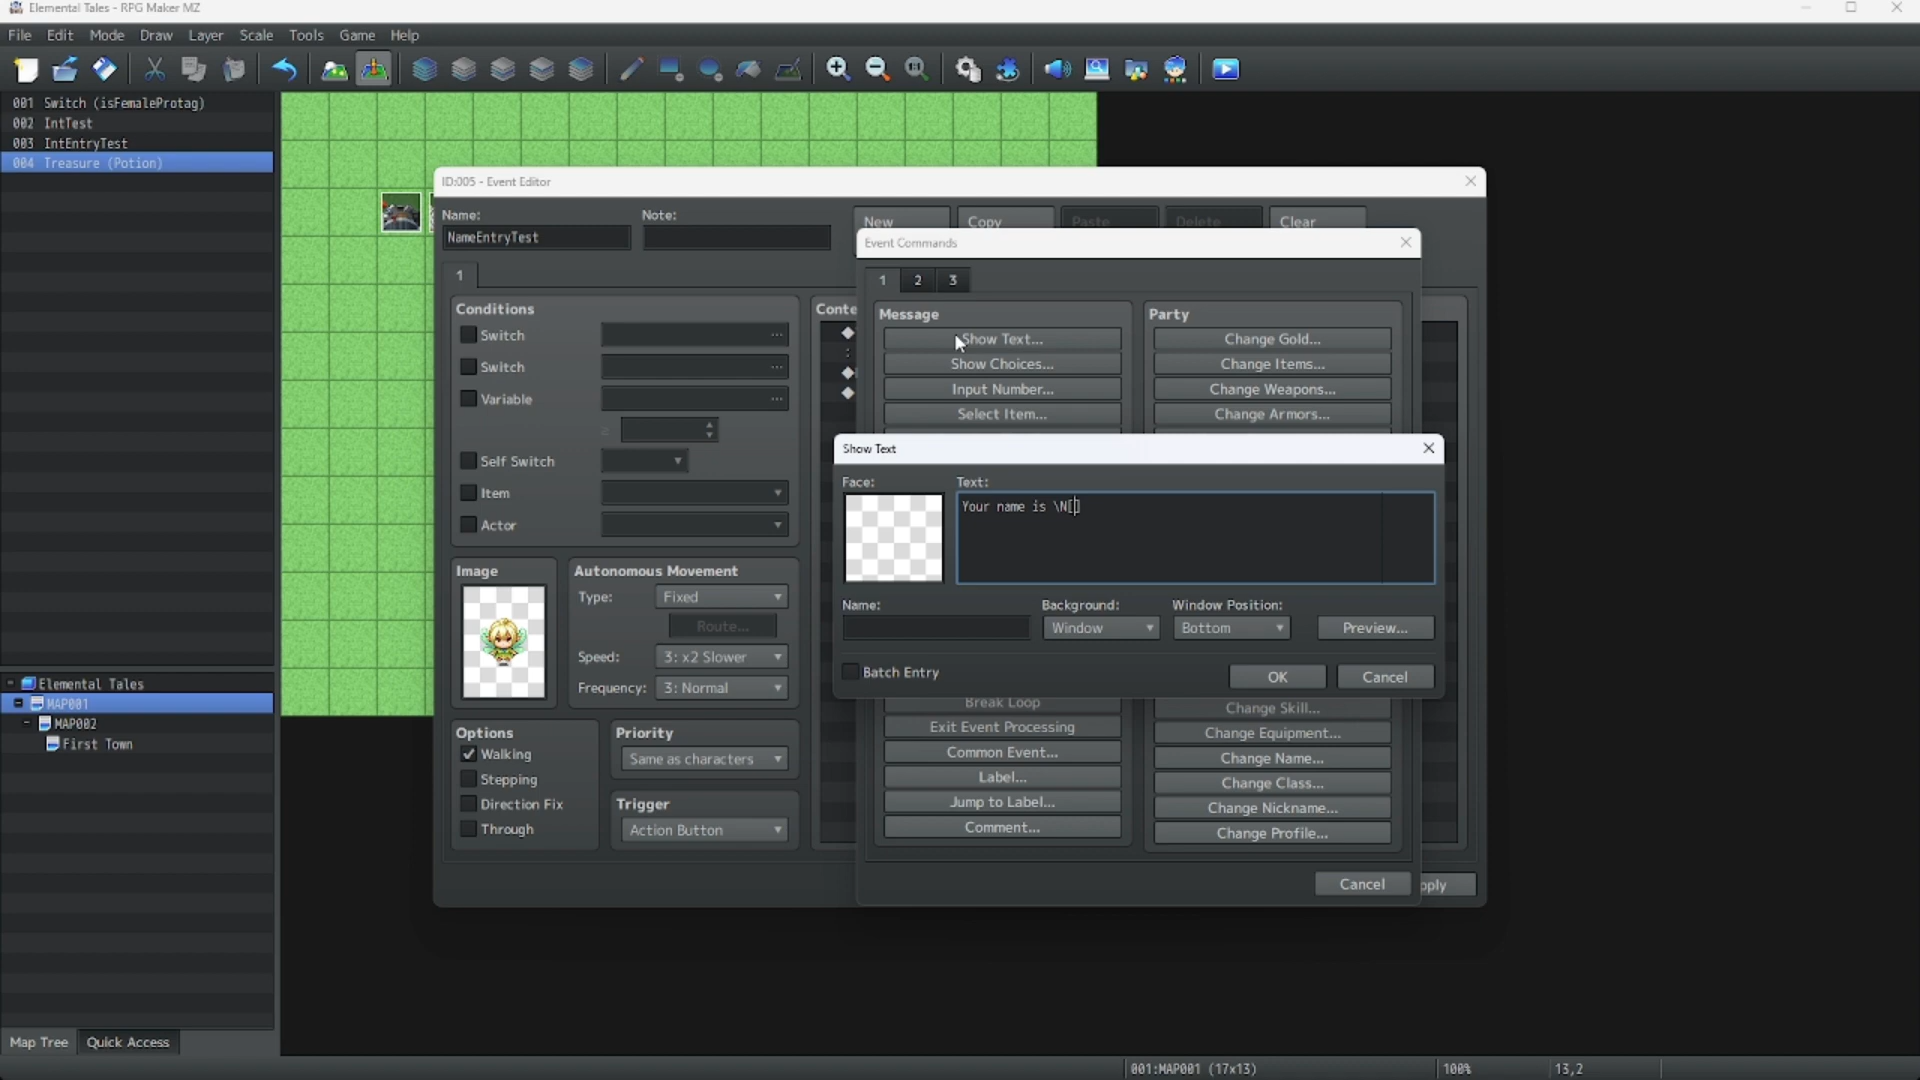 Elemental Tales - RPG Maker MZ
File Edit Mode Draw Layer Scale Tools Game Help
001 Switch (isFemaleProtag)
002 IntTest
003 IntEntryTest
004 Treasure (Potion)
ID:005 - Event Editor
Name:
Note:
New
Copy
Paste
Delete
Clear
NameEntryTest
Event Commands
1
1 2 3
Conditions
Switch
Switch
Variable
≥
Self Switch
Item
Actor
Conte
Message
Show Text...
Show Choices...
Input Number...
Select Item...
Party
Change Gold...
Change Items...
Change Weapons...
Change Armors...
Show Text
Face:
Text:
Your name is \N[]
Name:
Background:
Window
Window Position:
Bottom
Preview...
Batch Entry
OK
Cancel
Image
Autonomous Movement
Type:
Fixed
Route...
Speed:
3: x2 Slower
Frequency:
3: Normal
Break Loop
Exit Event Processing
Common Event...
Label...
Jump to Label...
Comment...
Change Skill...
Change Equipment...
Change Name...
Change Class...
Change Nickname...
Change Profile...
Options
Walking
Stepping
Direction Fix
Through
Priority
Same as characters
Trigger
Action Button
Cancel
pply
Elemental Tales
MAP001
MAP002
First Town
Map Tree
Quick Access
001:MAP001 (17x13)
100%
13,2